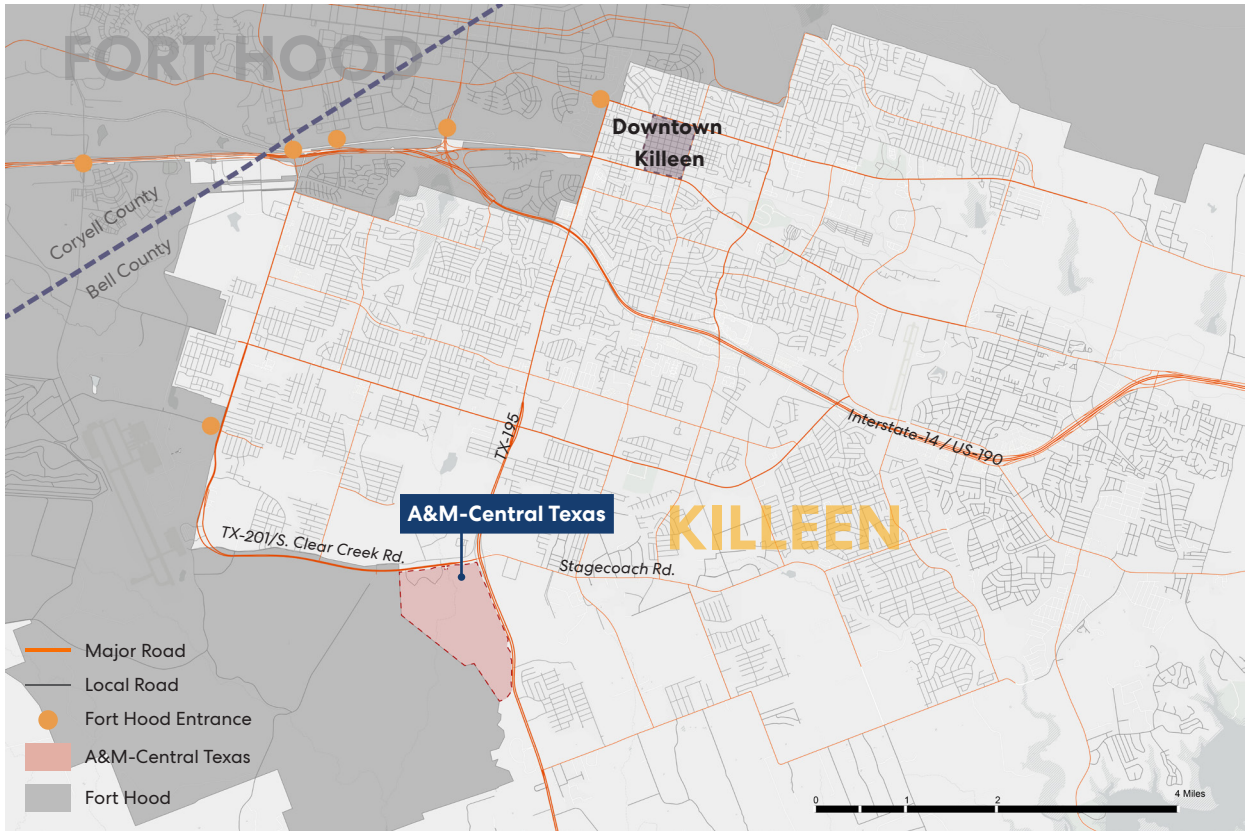 FORT HOOD
Downtown
Killeen
Coryell County
Bell County
TX-195
Interstate-14 / US-190
A&M-Central Texas
KILLEEN
TX-201/S. Clear Creek Rd.
Stagecoach Rd.
Major Road
Local Road
Fort Hood Entrance
A&M-Central Texas
Fort Hood
0 1 2 4 Miles